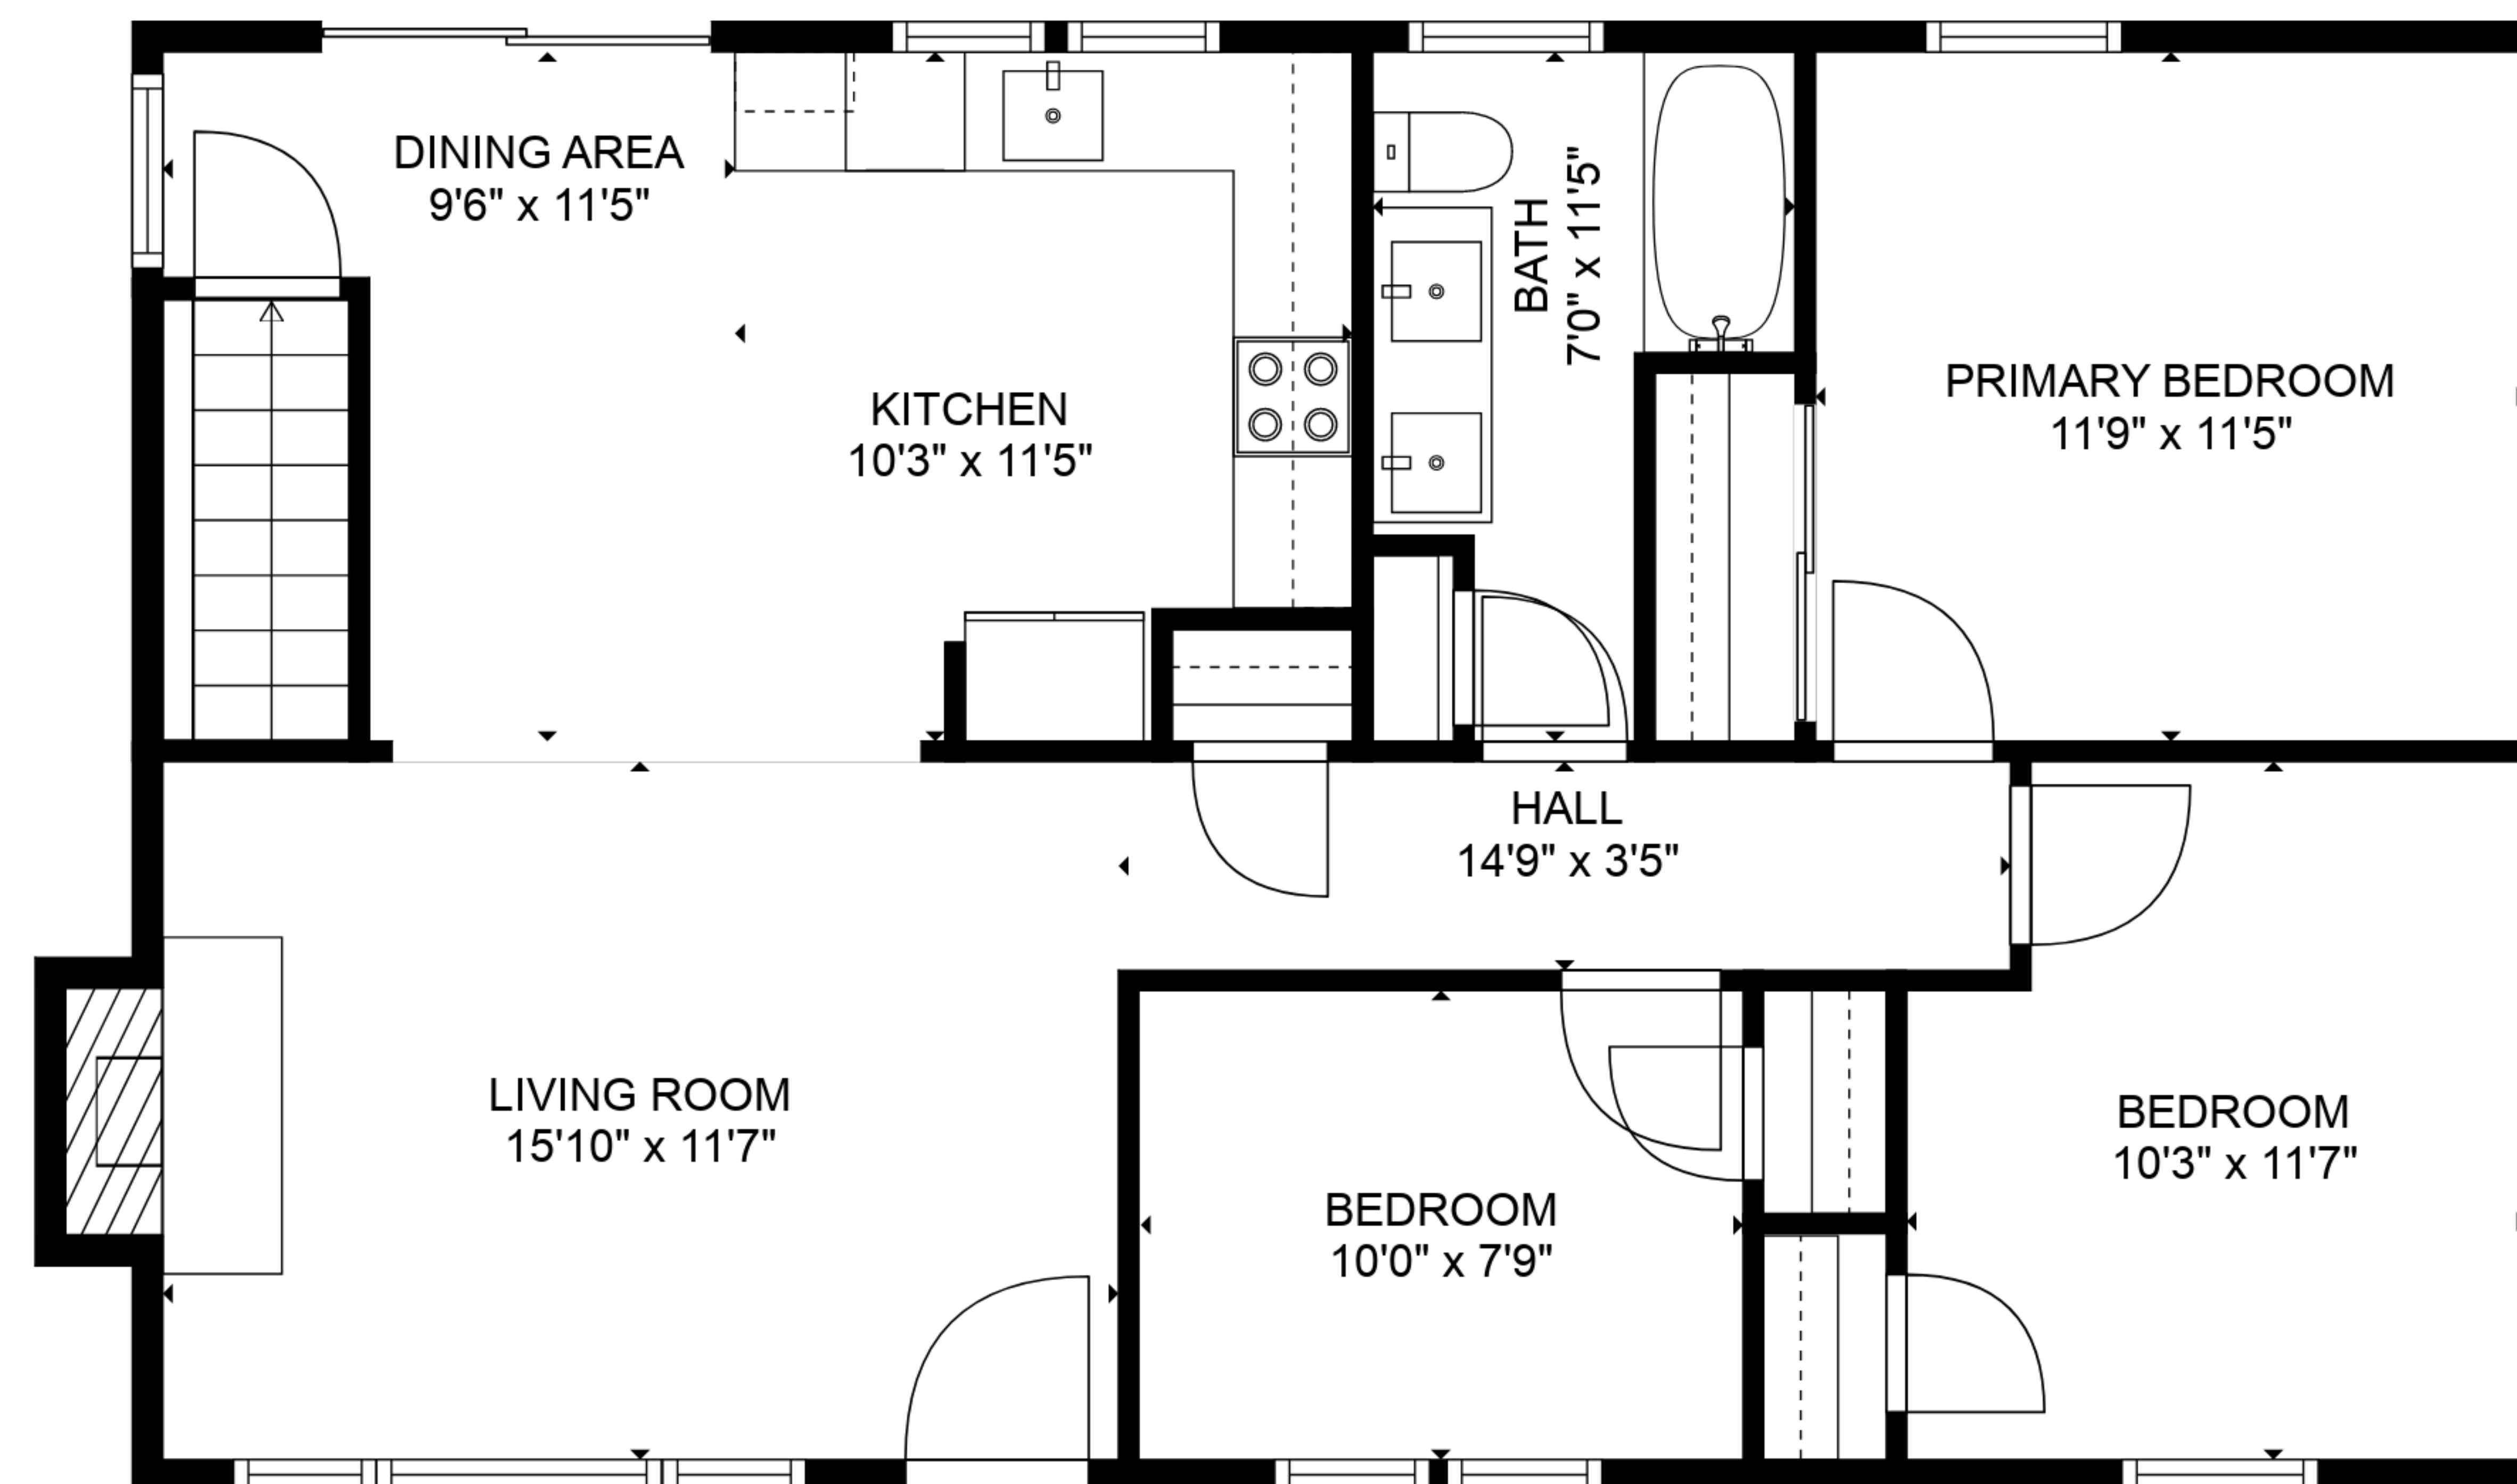 DINING AREA
9'6" x 11'5"
KITCHEN
10'3" x 11'5"
BATH
7'0" x 11'5"
PRIMARY BEDROOM
11'9" x 11'5"
HALL
14'9" x 3'5"
LIVING ROOM
15'10" x 11'7"
BEDROOM
10'0" x 7'9"
BEDROOM
10'3" x 11'7"